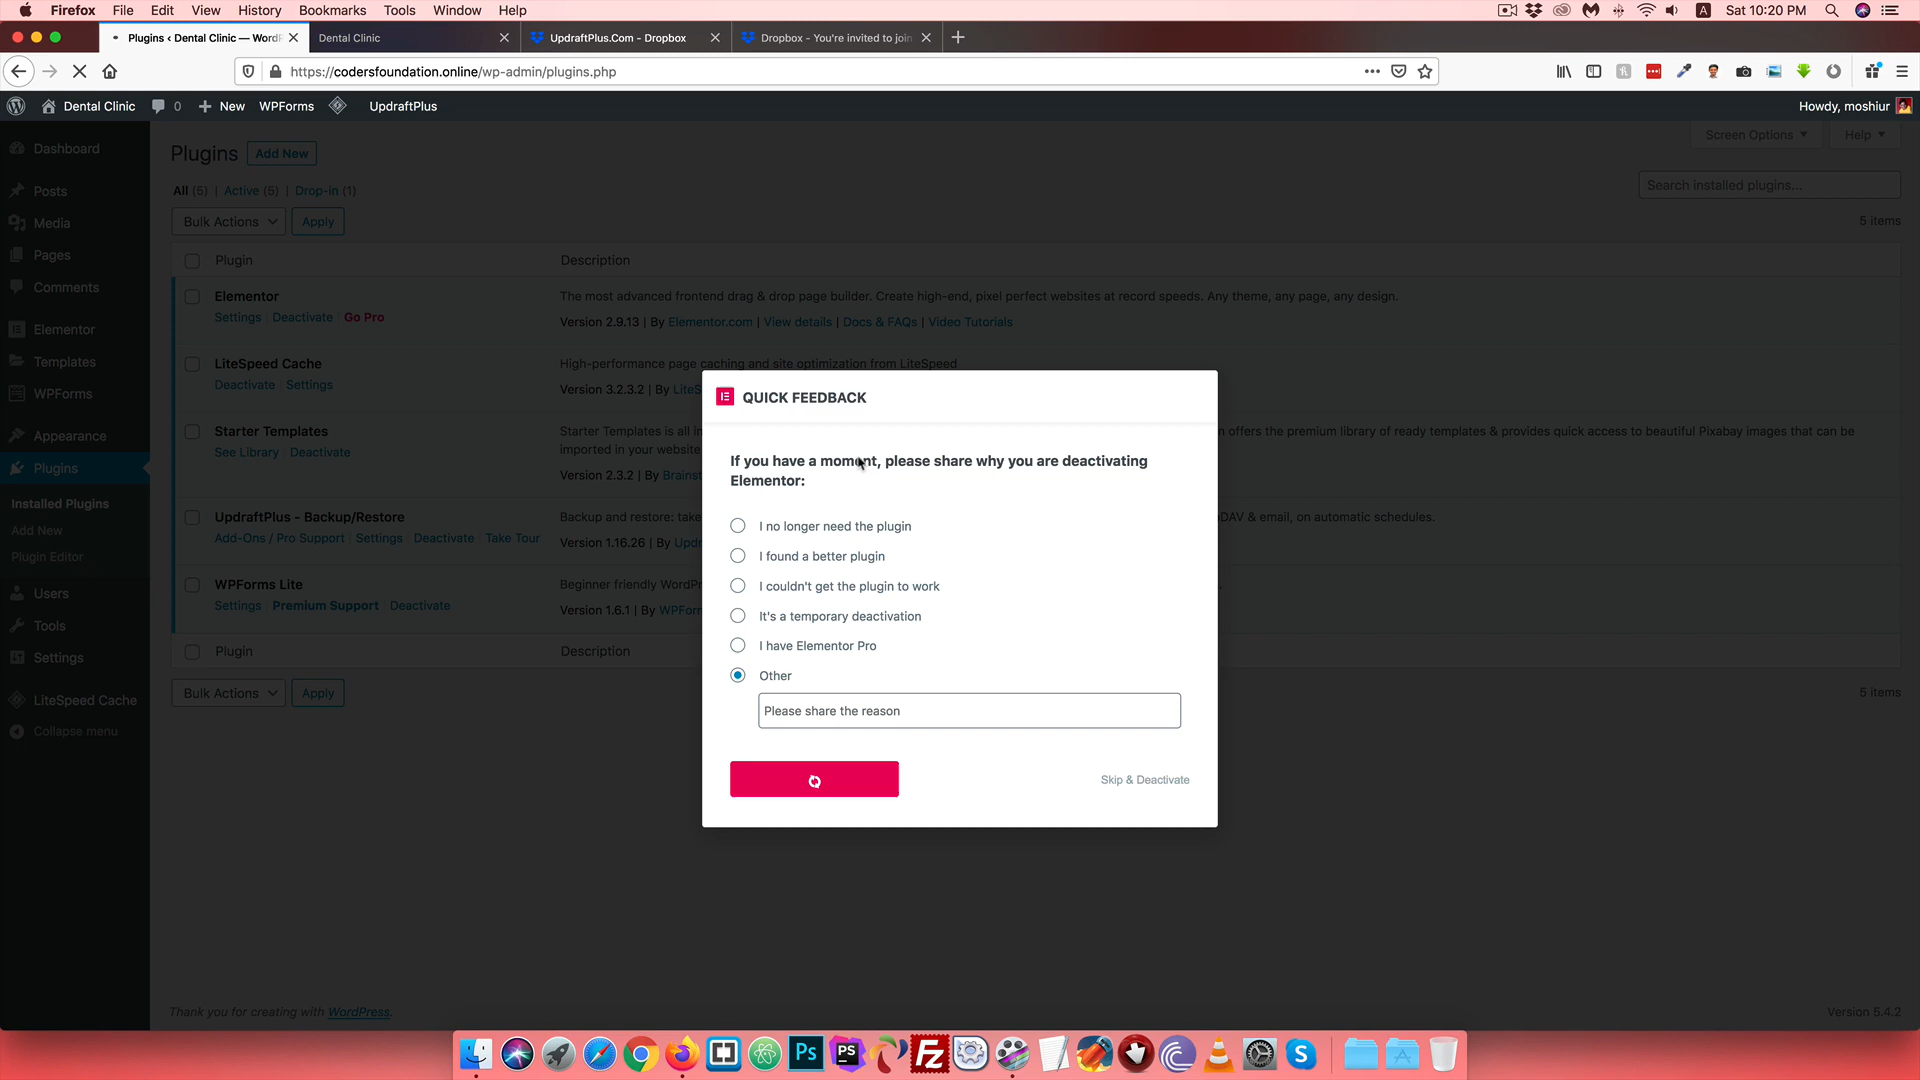 Firefox File Edit View History Bookmarks Tools Window Help
A Sat 10:20 PM
Plugins ‹ Dental Clinic — WordP
Dental Clinic
UpdraftPlus.Com - Dropbox
Dropbox - You're invited to join
https://codersfoundation.online/wp-admin/plugins.php
Dental Clinic 0 New WPForms UpdraftPlus
Howdy, moshiur
Dashboard
Posts
Media
Pages
Comments
Elementor
Templates
WPForms
Appearance
Plugins
Installed Plugins
Add New
Plugin Editor
Users
Tools
Settings
LiteSpeed Cache
Collapse menu
Screen Options Help
Plugins Add New
All (5) | Active (5) | Drop-in (1)
Search installed plugins...
Bulk Actions Apply
5 items
Plugin Description
Elementor
Settings | Deactivate | Go Pro
The most advanced frontend drag & drop page builder. Create high-end, pixel perfect websites at record speeds. Any theme, any page, any design.
Version 2.9.13 | By Elementor.com | View details | Docs & FAQs | Video Tutorials
LiteSpeed Cache
Deactivate | Settings
High-performance page caching and site optimization from LiteSpeed
Version 3.2.3.2 | By LiteS
Starter Templates
See Library | Deactivate
Starter Templates is all in
n offers the premium library of ready templates & provides quick access to beautiful Pixabay images that can be
imported in your website
Version 2.3.2 | By Brainst
UpdraftPlus - Backup/Restore
Add-Ons / Pro Support | Settings | Deactivate | Take Tour
Backup and restore: take
DAV & email, on automatic schedules.
Version 1.16.26 | By Updr
WPForms Lite
Settings | Premium Support | Deactivate
Beginner friendly WordPr
Version 1.6.1 | By WPForm
Plugin Description
Bulk Actions Apply
5 items
QUICK FEEDBACK
If you have a moment, please share why you are deactivating
Elementor:
I no longer need the plugin
I found a better plugin
I couldn't get the plugin to work
It's a temporary deactivation
I have Elementor Pro
Other
Please share the reason
Skip & Deactivate
Thank you for creating with WordPress.
Version 5.4.2
Ps
PS
FZ